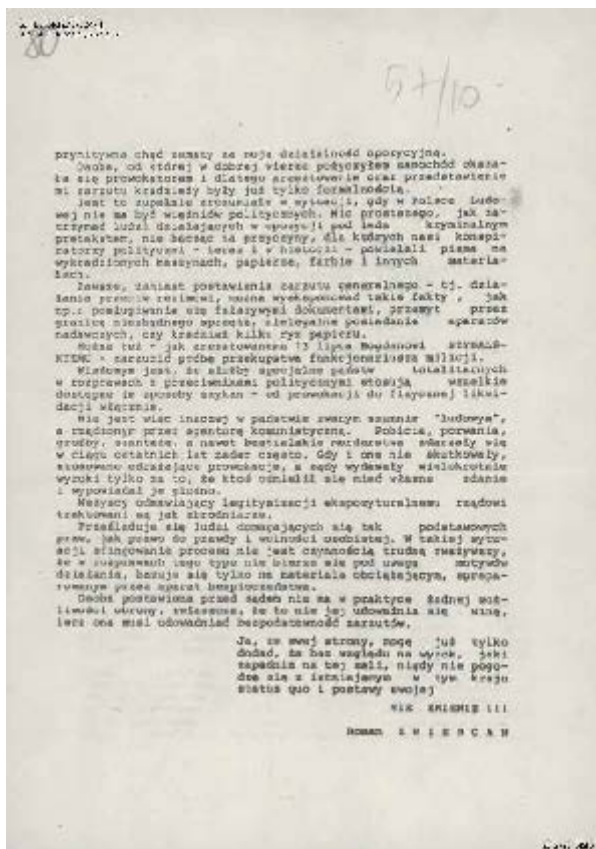 80
57/10
prymitywna chęć zemsty za moją działalność opozycyjną.
Osoba, od której w dobrej wierze pożyczyłem samochód okaza-
ła się prowokatorem i dlatego aresztowanie oraz przedstawienie
mi zarzutu kradzieży były już tylko formalnością.
Jest to zupełnie zrozumiałe w sytuacji, gdy w Polsce Ludo-
wej nie ma być więźniów politycznych. Nic prostszego, jak za-
trzymać ludzi działających w opozycji pod lada kryminalnym
pretekstem, nie bacząc na przyczyny, dla których nasi konspi-
ratorzy polityczni - teraz i w historii - powielali pisma na
wykradzionych maszynach, papierze, farbie i innych materia-
łach.
Zawsze, zamiast postawienia zarzutu generalnego - tj. dzia-
łania przeciw reżimowi, można wyeksponować takie fakty , jak
np.: posługiwanie się fałszywymi dokumentami, przemyt przez
granicę niezbędnego sprzętu, nielegalne posiadanie aparatów
nadawczych, czy kradzież kilku ryz papieru.
Można też - jak aresztowanemu 13 lipca Bogdanowi
- zarzucić próbę przekupstwa funkcjonariusza milicji.
Wiadomym jest, że służby specjalne państw totalitarnych
w rozprawach z przeciwnikami politycznymi stosują wszelkie
dostępne im sposoby szykan - od prowokacji do fizycznej likwi-
dacji włącznie.
Nie jest więc inaczej w państwie zwanym szumnie "ludowym",
a rządzonym przez agenturę komunistyczną. Pobicia, porwania,
groźby, szantaże, a nawet bestialskie morderstwa zdarzały się
w ciągu ostatnich lat zadar często. Gdy i one nie skutkowały,
stosowano odrażające prowokacje, a sądy wydawały wielokrotnie
wyroki tylko za to, że ktoś ośmielił się mieć własne zdanie
i wypowiadał je głośno.
Wszyscy odmawiający legitymizacji ekspozyturalnemu rządowi
traktowani są jak zbrodniarze.
Prześladuje się ludzi domagających się tak podstawowych
praw, jak prawo do prawdy i wolności osobistej. W takiej sytu-
acji sfingowanie procesu nie jest czynnością trudną zważywszy,
że w rozprawach tego typu nie bierze się pod uwagę motywów
działania, bazuje się tylko na materiale obciążającym, sprepa-
rowanym przez aparat bezpieczeństwa.
Osoba postawiona przed sądem nie ma w praktyce żadnej moż-
liwości obrony, zwłaszcza, że to nie jej udowadnia się winę,
lecz ona musi udowadniać bezpodstawność zarzutów.
Ja, ze swej strony, mogę już tylko
dodać, że bez względu na wyrok, jaki
zapadnie na tej sali, nigdy nie pogo-
dzę się z istniejącym w tym kraju
status quo i postawy swojej
NIE ZMIENIĘ !!!
Roman Z W I E R C A N